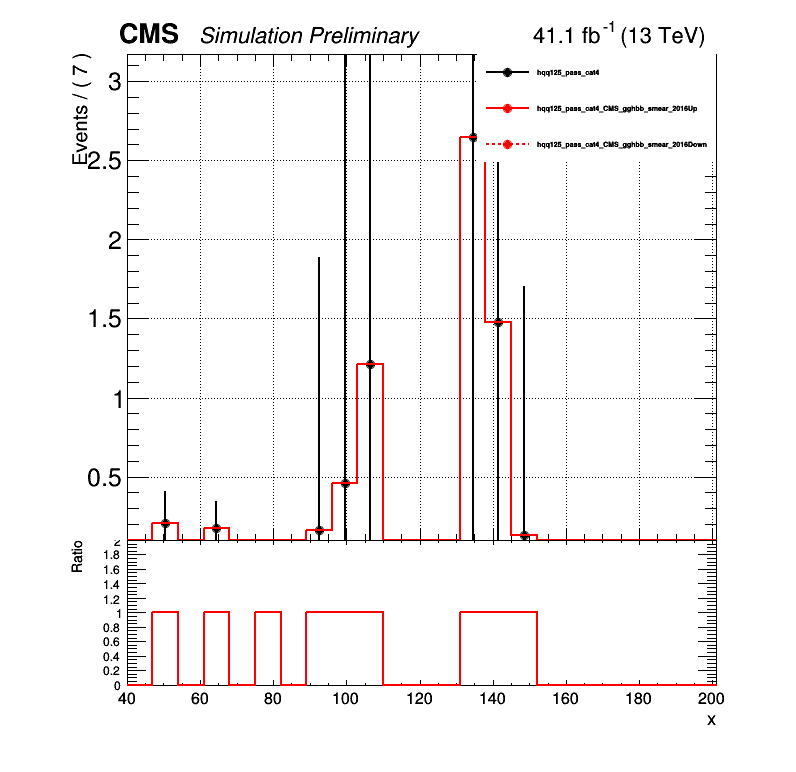 CMS Simulation Preliminary 41.1 fb-1 (13 TeV)
Events / ( 7 )
3
2.5
2
1.5
1
0.5
hqq125_pass_cat4
hqq125_pass_cat4_CMS_gghbb_smear_2016Up
hqq125_pass_cat4_CMS_gghbb_smear_2016Down
Ratio
2
1.8
1.6
1.4
1.2
1
0.8
0.6
0.4
0.2
0
40 60 80 100 120 140 160 180 200
x